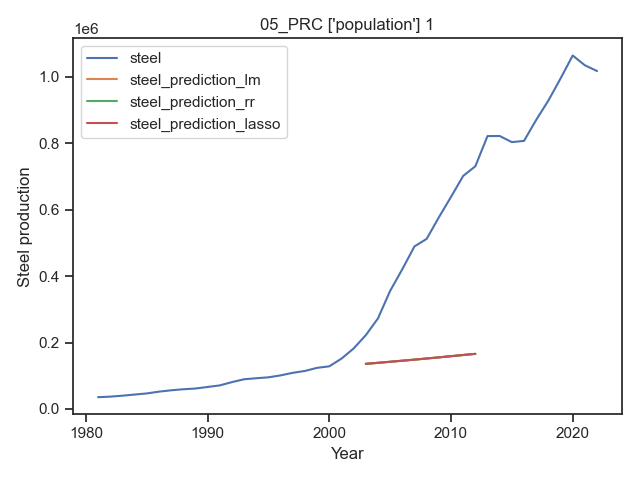 05_PRC ['population'] 1
1e6
steel
steel_prediction_lm
steel_prediction_rr
steel_prediction_lasso
Steel production
1.0
0.8
0.6
0.4
0.2
0.0
1980 1990 2000 2010 2020
Year